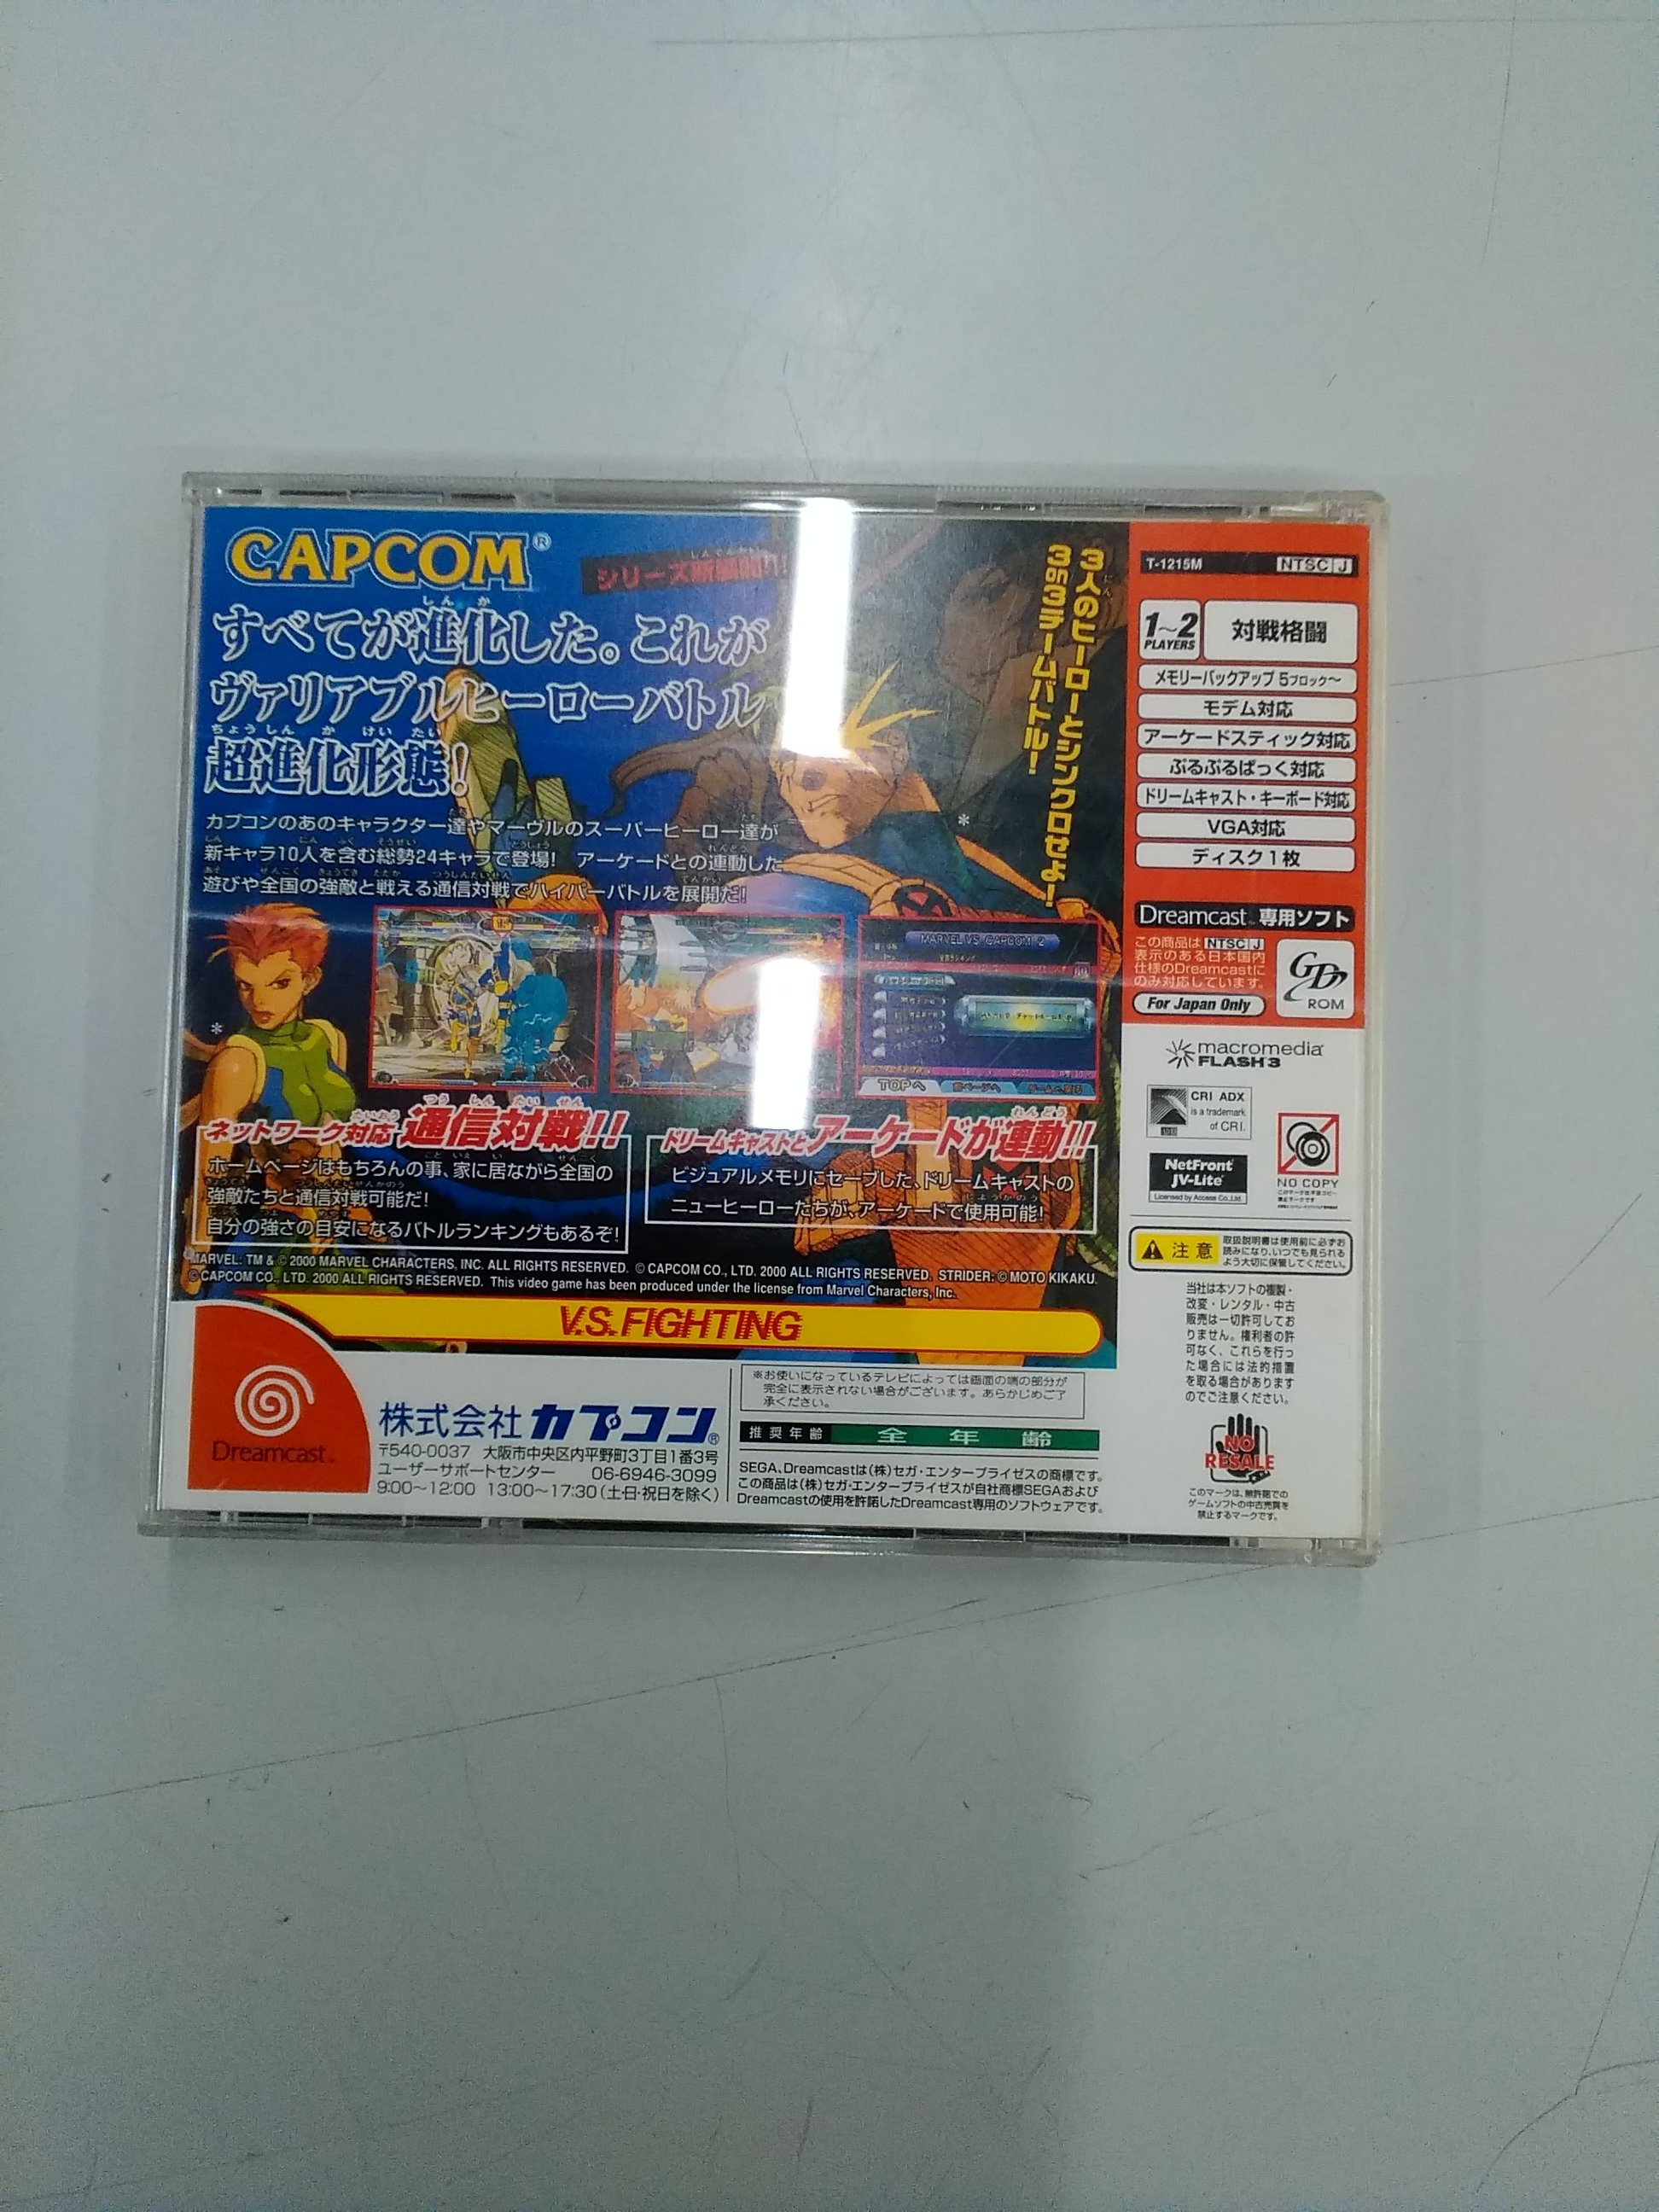 CAPCOM®
シリーズ新
すべてが進化した。これが
ヴァリアブルヒーローバトル
超進化形態!
3人のヒーローとシンクロせよ!
3on3チームバトル!
カプコンのあのキャラクター達やマーヴルのスーパーヒーロー達が
新キャラ10人を含む総勢24キャラで登場! アーケードとの連動した
遊びや全国の強敵と戦える通信対戦でハイパーバトルを展開だ!
*
*
MARVEL VS. CAPCOM 2
TOPへ
ネットワーク対応 通信対戦!!
ホームページはもちろんの事、家に居ながら全国の
強敵たちと通信対戦可能だ!
自分の強さの目安になるバトルランキングもあるぞ!
ドリームキャストとアーケードが連動!!
ビジュアルメモリにセーブした、ドリームキャストの
ニューヒーローたちが、アーケードで使用可能!
MARVEL: TM & © 2000 MARVEL CHARACTERS, INC. ALL RIGHTS RESERVED. © CAPCOM CO., LTD. 2000 ALL RIGHTS RESERVED. STRIDER: © MOTO KIKAKU.
© CAPCOM CO., LTD. 2000 ALL RIGHTS RESERVED. This video game has been produced under the license from Marvel Characters, Inc.
V.S.FIGHTING
Dreamcast
株式会社カプコン®
〒540-0037 大阪市中央区内平野町3丁目1番3号
ユーザーサポートセンター 06-6946-3099
9:00〜12:00 13:00〜17:30(土日・祝日を除く)
※お使いになっているテレビによっては画面の端の部分が
完全に表示されない場合がございます。あらかじめご了
承ください。
推奨年齢 全年齢
SEGA、Dreamcastは(株)セガ・エンタープライゼスの商標です。
この商品は(株)セガ・エンタープライゼスが自社商標SEGAおよび
Dreamcastの使用を許諾したDreamcast専用のソフトウェアです。
T-1215M NTSC J
1〜2 PLAYERS 対戦格闘
メモリーバックアップ 5ブロック〜
モデム対応
アーケードスティック対応
ぷるぷるぱっく対応
ドリームキャスト・キーボード対応
VGA対応
ディスク1枚
Dreamcast 専用ソフト
この商品は NTSC J
表示のある日本国内
仕様のDreamcastに
のみ対応しています。
For Japan Only
GD ROM
macromedia
FLASH 3
CRI ADX
is a trademark
of CRI.
NetFront
JV-Lite
Licensed by Access Co.,Ltd.
NO COPY
注意
取扱説明書は使用前に必ずお
読みになり、いつでも見られる
よう大切に保管してください。
当社は本ソフトの複製・
改変・レンタル・中古
販売は一切許可してお
りません。権利者の許
可なく、これらを行っ
た場合には法的措置
を取る場合があります
のでご注意ください。
NO
RESALE
このマークは、無許諾での
ゲームソフトの中古売買を
禁止するマークです。